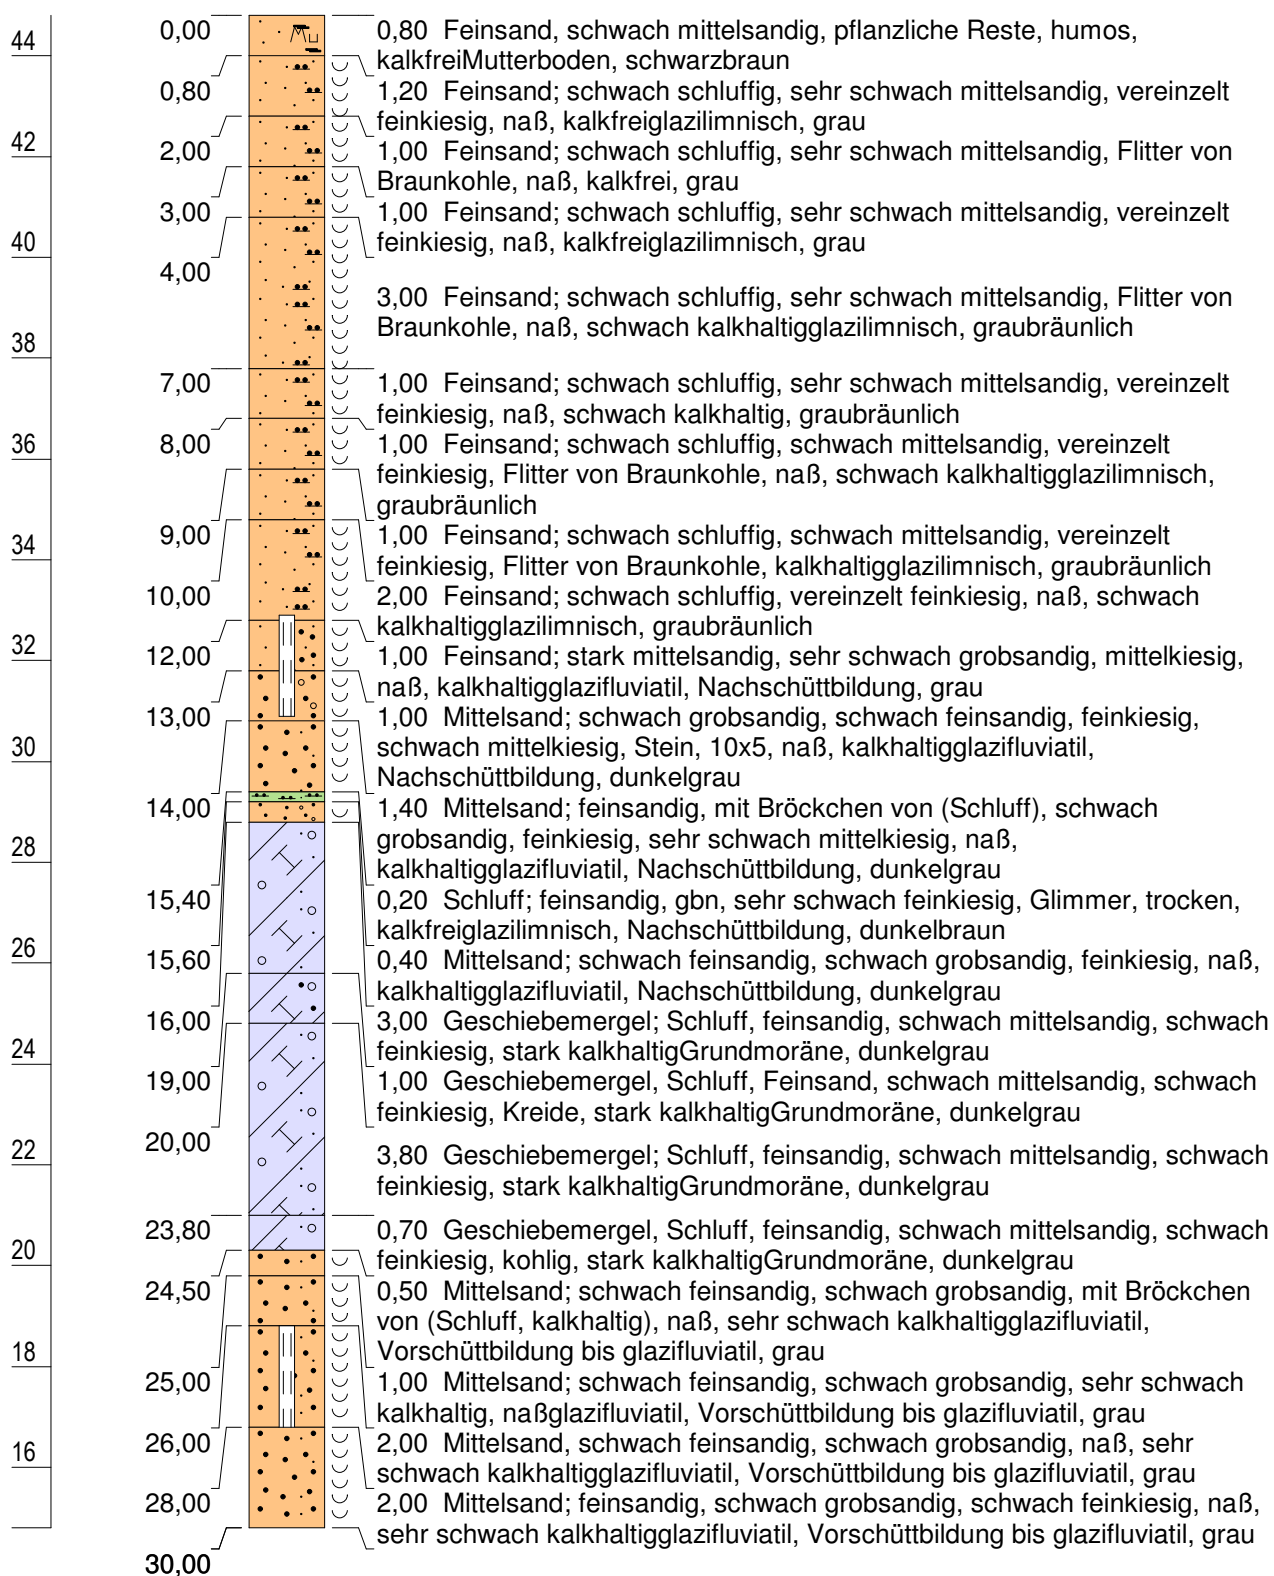 0,00 0,80 Feinsand, schwach mittelsandig, pflanzliche Reste, humos,
44
kalkfreiMutterboden, schwarzbraun
0,80 1,20 Feinsand; schwach schluffig, sehr schwach mittelsandig, vereinzelt
feinkiesig, naß, kalkfreiglazilimnisch, grau
42
2,00 1,00 Feinsand; schwach schluffig, sehr schwach mittelsandig, Flitter von
Braunkohle, naß, kalkfrei, grau
3,00 1,00 Feinsand; schwach schluffig, sehr schwach mittelsandig, vereinzelt
40
feinkiesig, naß, kalkfreiglazilimnisch, grau
4,00
3,00 Feinsand; schwach schluffig, sehr schwach mittelsandig, Flitter von
Braunkohle, naß, schwach kalkhaltigglazilimnisch, graubräunlich
38
7,00 1,00 Feinsand; schwach schluffig, sehr schwach mittelsandig, vereinzelt
feinkiesig, naß, schwach kalkhaltig, graubräunlich
36
8,00 1,00 Feinsand; schwach schluffig, schwach mittelsandig, vereinzelt
feinkiesig, Flitter von Braunkohle, naß, schwach kalkhaltigglazilimnisch,
graubräunlich
34
9,00 1,00 Feinsand; schwach schluffig, schwach mittelsandig, vereinzelt
feinkiesig, Flitter von Braunkohle, kalkhaltigglazilimnisch, graubräunlich
10,00 2,00 Feinsand; schwach schluffig, vereinzelt feinkiesig, naß, schwach
kalkhaltigglazilimnisch, graubräunlich
32
12,00 1,00 Feinsand; stark mittelsandig, sehr schwach grobsandig, mittelkiesig,
naß, kalkhaltigglazifluviatil, Nachschüttbildung, grau
13,00 1,00 Mittelsand; schwach grobsandig, schwach feinsandig, feinkiesig,
30
schwach mittelkiesig, Stein, 10x5, naß, kalkhaltigglazifluviatil,
Nachschüttbildung, dunkelgrau
14,00 1,40 Mittelsand; feinsandig, mit Bröckchen von (Schluff), schwach
grobsandig, feinkiesig, sehr schwach mittelkiesig, naß,
28
kalkhaltigglazifluviatil, Nachschüttbildung, dunkelgrau
15,40 0,20 Schluff; feinsandig, gbn, sehr schwach feinkiesig, Glimmer, trocken,
kalkfreiglazilimnisch, Nachschüttbildung, dunkelbraun
26
15,60 0,40 Mittelsand; schwach feinsandig, schwach grobsandig, feinkiesig, naß,
kalkhaltigglazifluviatil, Nachschüttbildung, dunkelgrau
16,00 3,00 Geschiebemergel; Schluff, feinsandig, schwach mittelsandig, schwach
24
feinkiesig, stark kalkhaltigGrundmoräne, dunkelgrau
19,00 1,00 Geschiebemergel, Schluff, Feinsand, schwach mittelsandig, schwach
feinkiesig, Kreide, stark kalkhaltigGrundmoräne, dunkelgrau
20,00
22
3,80 Geschiebemergel; Schluff, feinsandig, schwach mittelsandig, schwach
feinkiesig, stark kalkhaltigGrundmoräne, dunkelgrau
23,80 0,70 Geschiebemergel, Schluff, feinsandig, schwach mittelsandig, schwach
20
feinkiesig, kohlig, stark kalkhaltigGrundmoräne, dunkelgrau
24,50 0,50 Mittelsand; schwach feinsandig, schwach grobsandig, mit Bröckchen
von (Schluff, kalkhaltig), naß, sehr schwach kalkhaltigglazifluviatil,
18
Vorschüttbildung bis glazifluviatil, grau
25,00 1,00 Mittelsand; schwach feinsandig, schwach grobsandig, sehr schwach
kalkhaltig, naßglazifluviatil, Vorschüttbildung bis glazifluviatil, grau
16
26,00 2,00 Mittelsand, schwach feinsandig, schwach grobsandig, naß, sehr
schwach kalkhaltigglazifluviatil, Vorschüttbildung bis glazifluviatil, grau
28,00 2,00 Mittelsand; feinsandig, schwach grobsandig, schwach feinkiesig, naß,
sehr schwach kalkhaltigglazifluviatil, Vorschüttbildung bis glazifluviatil, grau
30,00